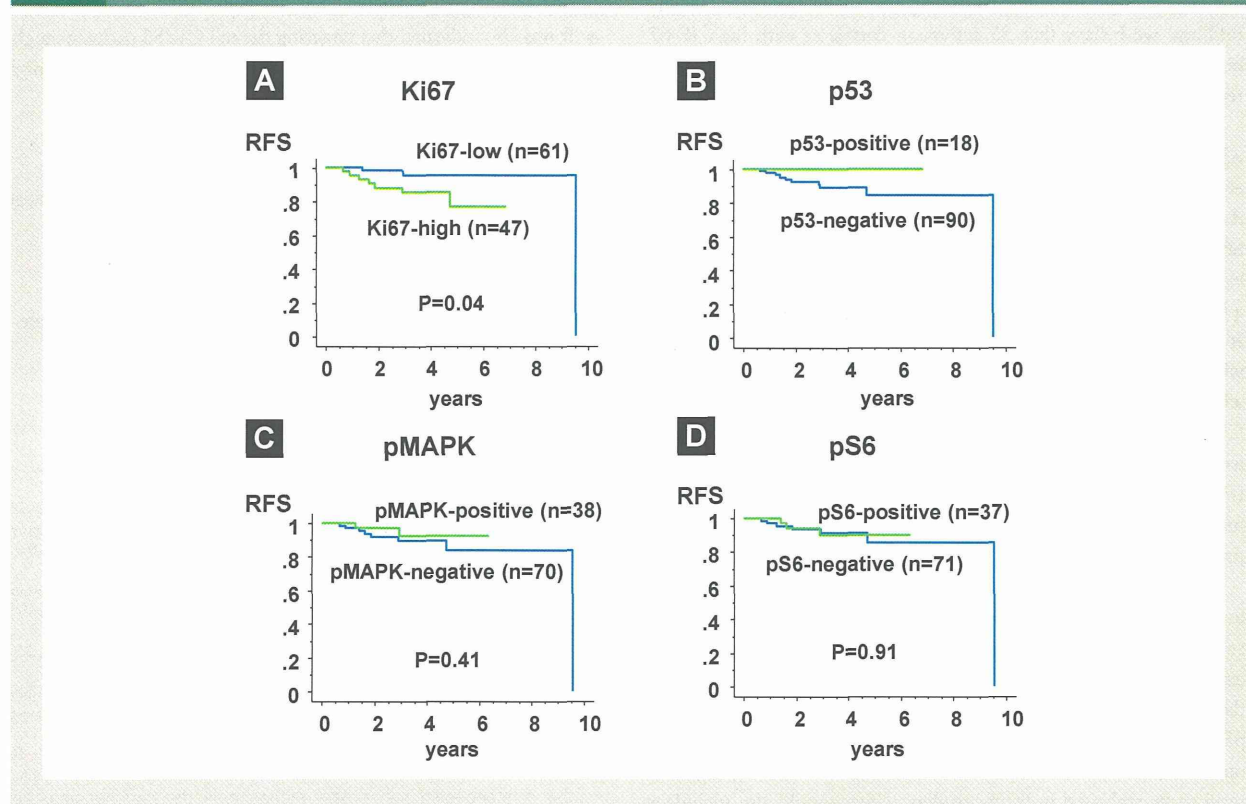 A Ki67
RFS
Ki67-low (n=61)
1
.8
.6
.4
.2
0
Ki67-high (n=47)
P=0.04
0 2 4 6 8 10
years
B p53
RFS
p53-positive (n=18)
1
.8
.6
.4
.2
0
p53-negative (n=90)
0 2 4 6 8 10
years
C pMAPK
RFS
pMAPK-positive (n=38)
1
.8
.6
.4
.2
0
pMAPK-negative (n=70)
P=0.41
0 2 4 6 8 10
years
D pS6
RFS
pS6-positive (n=37)
1
.8
.6
.4
.2
0
pS6-negative (n=71)
P=0.91
0 2 4 6 8 10
years